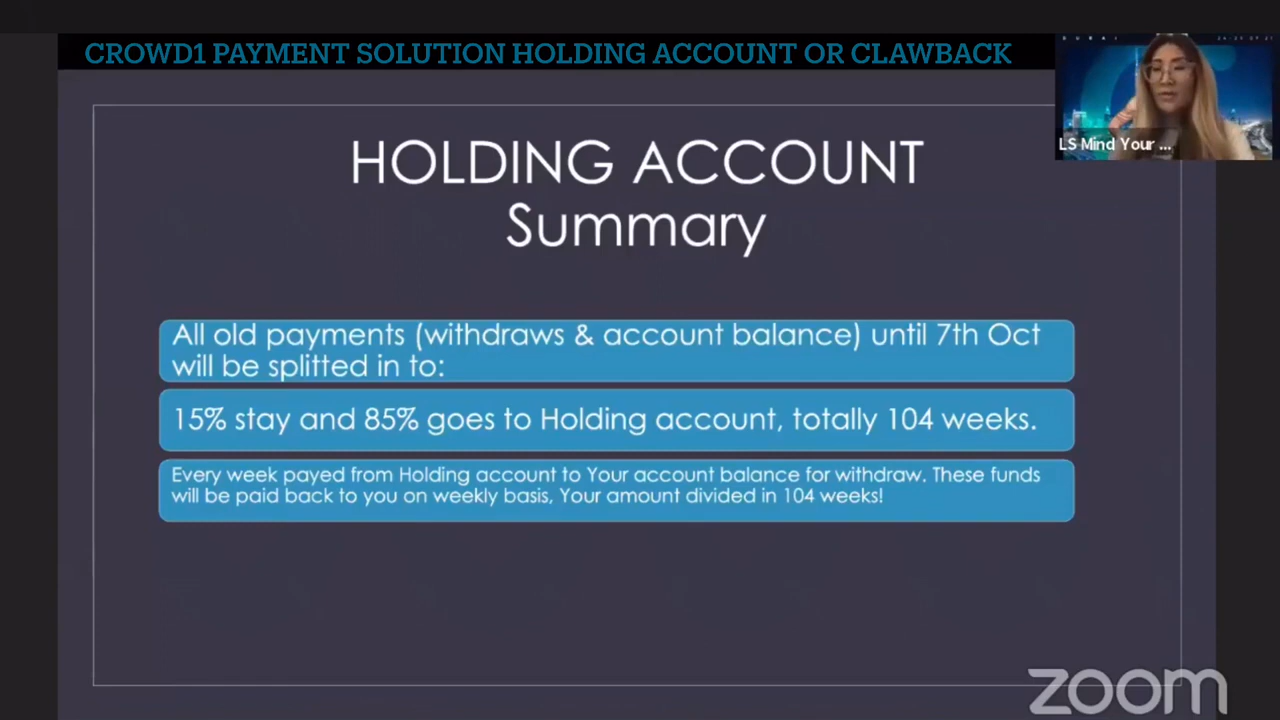 CROWD1 PAYMENT SOLUTION HOLDING ACCOUNT OR CLAWBACK
DUBAI
LS Mind Your ...
HOLDING ACCOUNT
Summary
All old payments (withdraws & account balance) until 7th Oct
will be splitted in to:
15% stay and 85% goes to Holding account, totally 104 weeks.
Every week payed from Holding account to Your account balance for withdraw. These funds
will be paid back to you on weekly basis, Your amount divided in 104 weeks!
zoom